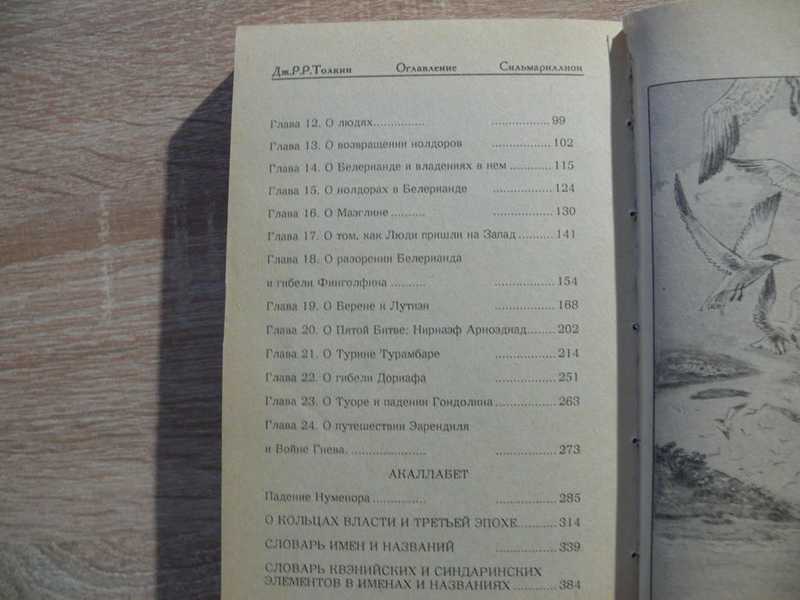 Дж.Р.Р.Толкин Оглавление Сильмариллион
Глава 12. О людях............... ................. 99
Глава 13. О возвращении нолдоров .................102
Глава 14. О Белерианде и владениях в нем ............115
Глава 15. О нолдорах в Белерианде .................124
Глава 16. О Маэглине .......... .................130
Глава 17. О том, как Люди пришли на Запад ..........141
Глава 18. О разорении Белерианда
и гибели Финголфина .......... .................154
Глава 19. О Берене и Лутиэн .................168
Глава 20. О Пятой Битве: Нирнаэф Арноэдиад.......202
Глава 21. О Турине Турамбаре .................214
Глава 22. О гибели Дориафа .................251
Глава 23. О Туоре и падении Гондолина .................263
Глава 24. О путешествии Эарендиля
и Войне Гнева. .................... .................273
АКАЛЛАБЕТ
Падение Нуменора .............. .................285
О КОЛЬЦАХ ВЛАСТИ И ТРЕТЬЕЙ ЭПОХЕ..........314
СЛОВАРЬ ИМЕН И НАЗВАНИЙ .................339
СЛОВАРЬ КВЭНИЙСКИХ И СИНДАРИНСКИХ
ЭЛЕМЕНТОВ В ИМЕНАХ И НАЗВАНИЯХ ..........384